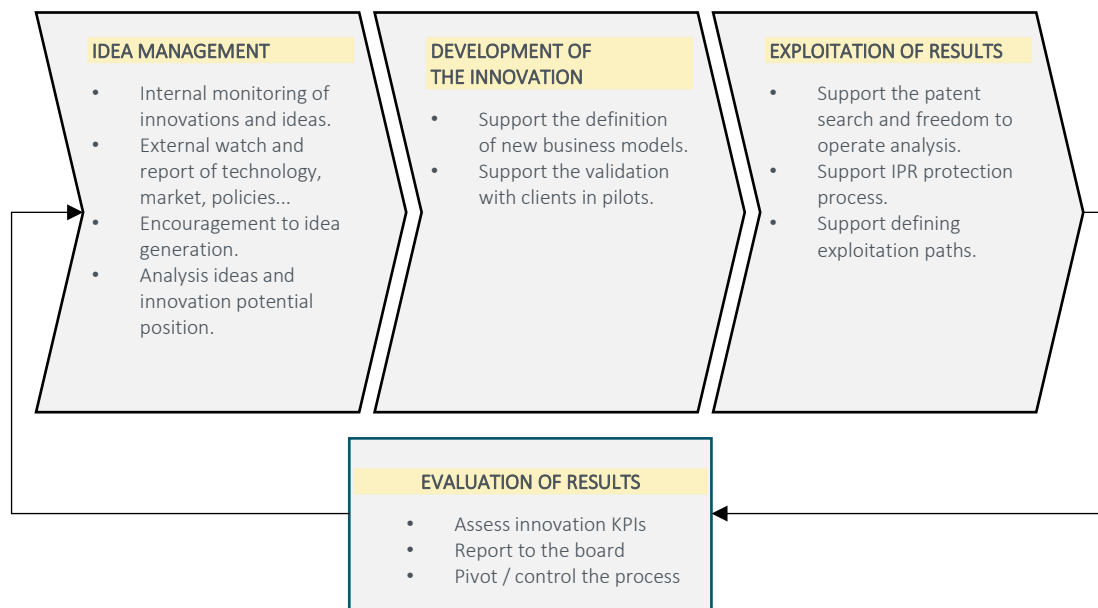 IDEA MANAGEMENT
• Internal monitoring of
innovations and ideas.
• External watch and
report of technology,
market, policies...
• Encouragement to idea
generation.
• Analysis ideas and
innovation potential
position.
DEVELOPMENT OF
THE INNOVATION
• Support the definition
of new business models.
• Support the validation
with clients in pilots.
EXPLOITATION OF RESULTS
• Support the patent
search and freedom to
operate analysis.
• Support IPR protection
process.
• Support defining
exploitation paths.
EVALUATION OF RESULTS
• Assess innovation KPIs
• Report to the board
• Pivot / control the process